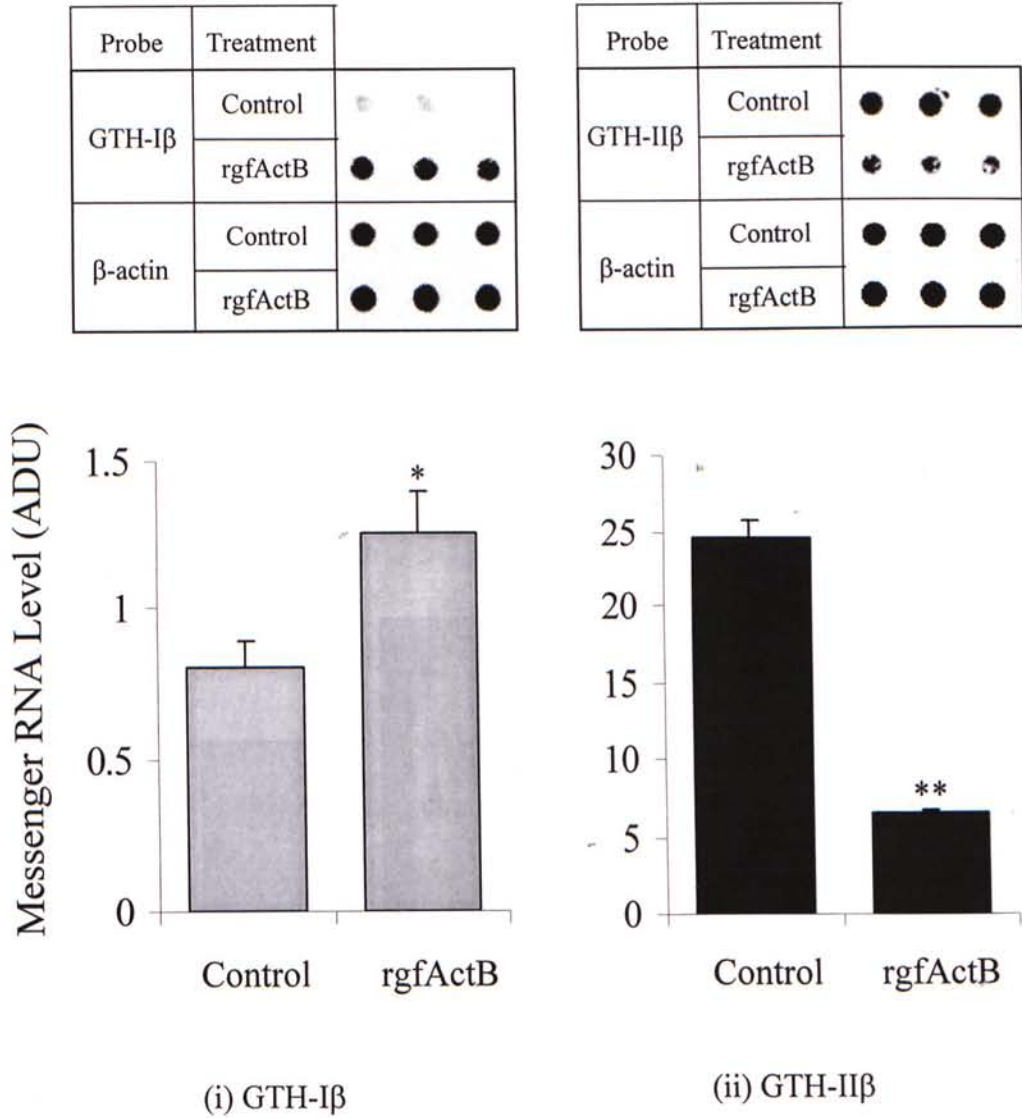 Probe Treatment
GTH-Iβ Control
rgfActB
β-actin Control
rgfActB
Probe Treatment
GTH-IIβ Control
rgfActB
β-actin Control
rgfActB
Messenger RNA Level (ADU)
1.5
1
0.5
0
*
Control rgfActB
(i) GTH-Iβ
30
25
20
15
10
5
0
**
Control rgfActB
(ii) GTH-IIβ